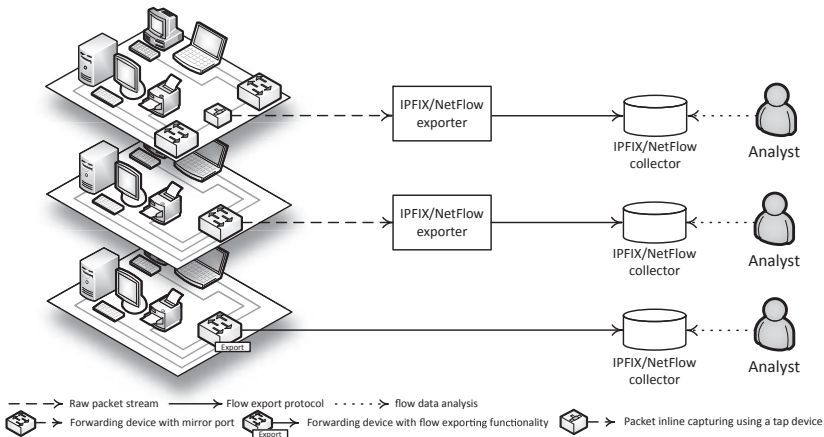 IPFIX/NetFlow
exporter
IPFIX/NetFlow
collector
Analyst
IPFIX/NetFlow
exporter
IPFIX/NetFlow
collector
Analyst
Export
IPFIX/NetFlow
collector
Analyst
Raw packet stream
Flow export protocol
flow data analysis
Forwarding device with mirror port
Export
Forwarding device with flow exporting functionality
Packet inline capturing using a tap device